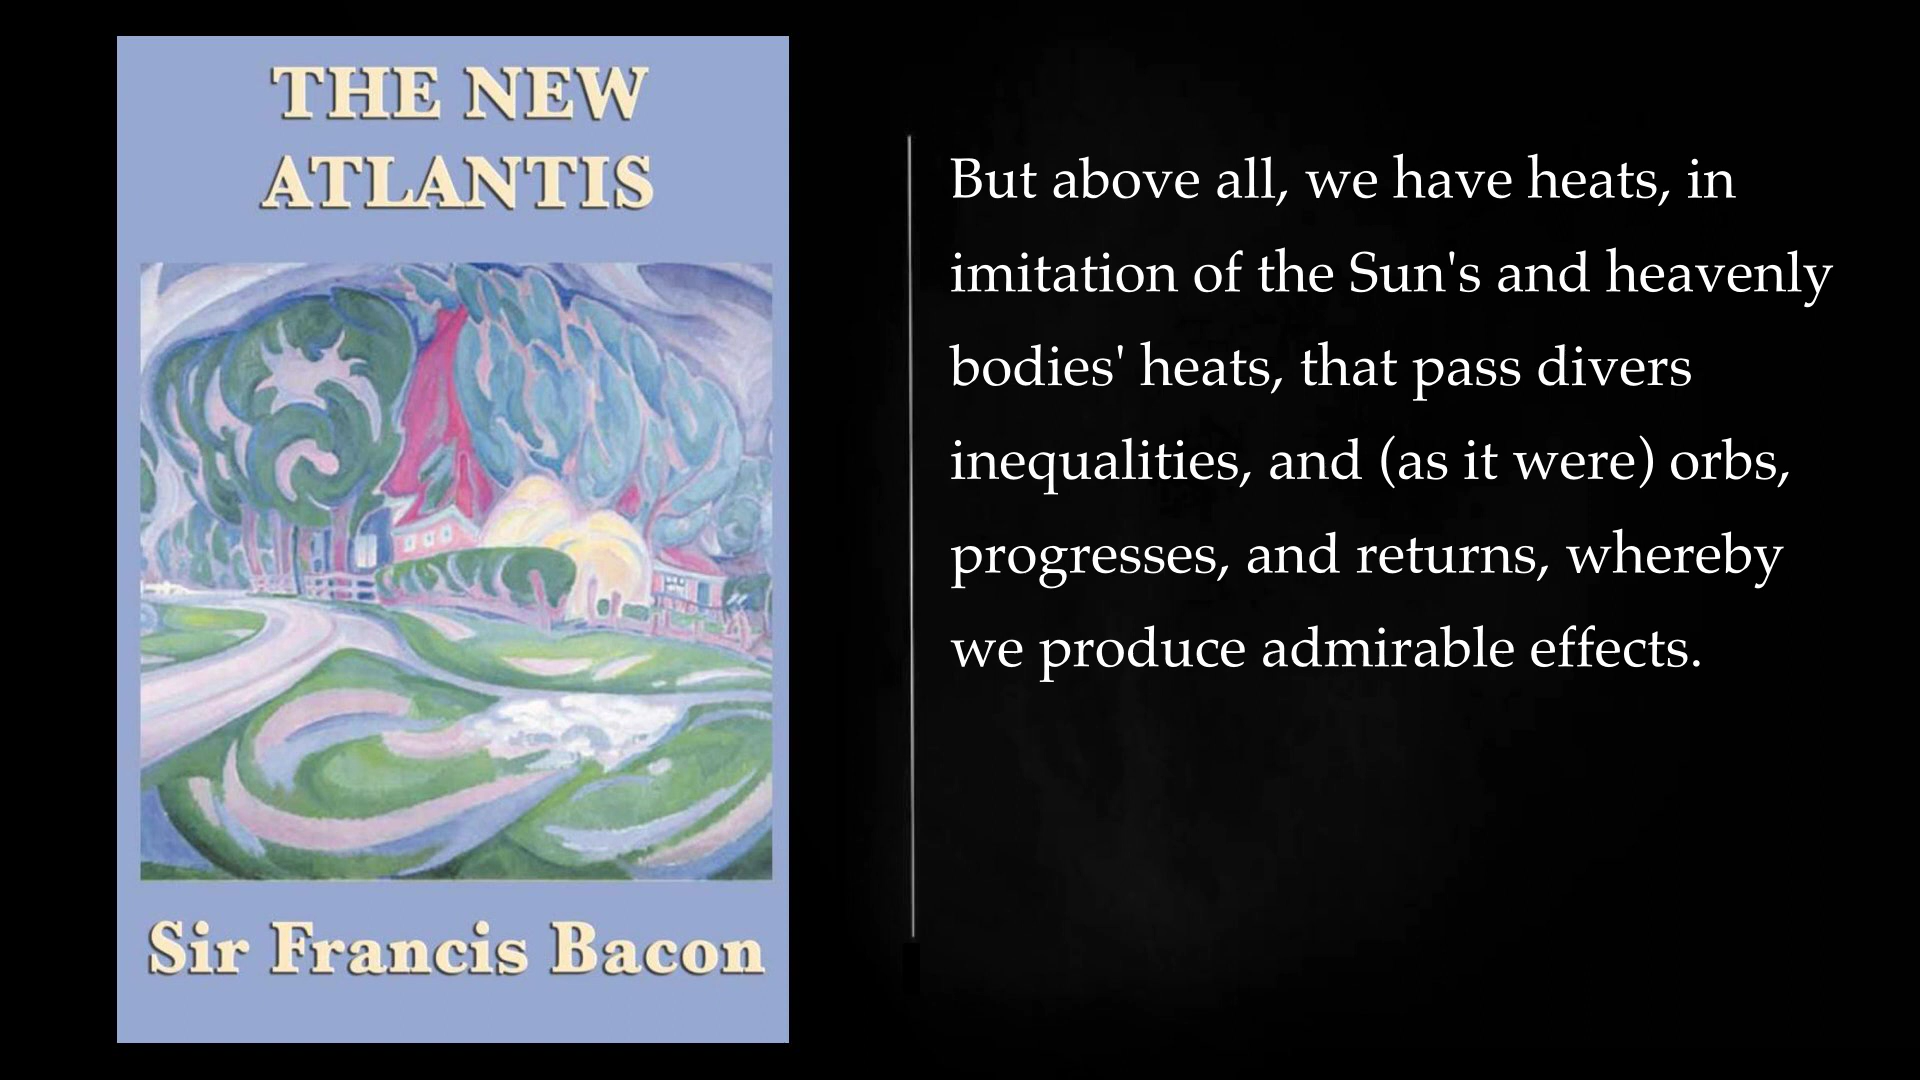 THE NEW
ATLANTIS
Sir Francis Bacon
But above all, we have heats, in
imitation of the Sun's and heavenly
bodies' heats, that pass divers
inequalities, and (as it were) orbs,
progresses, and returns, whereby
we produce admirable effects.